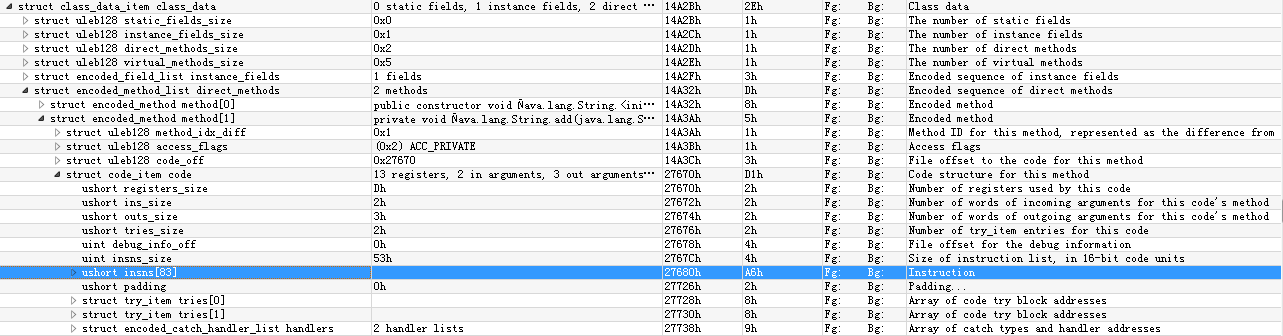 struct class_data_item class_data 0 static fields, 1 instance fields, 2 direct ··· 14A2Bh 2Eh Fg: Bg: Class data
struct uleb128 static_fields_size 0x0 14A2Bh 1h Fg: Bg: The number of static fields
struct uleb128 instance_fields_size 0x1 14A2Ch 1h Fg: Bg: The number of instance fields
struct uleb128 direct_methods_size 0x2 14A2Dh 1h Fg: Bg: The number of direct methods
struct uleb128 virtual_methods_size 0x5 14A2Eh 1h Fg: Bg: The number of virtual methods
struct encoded_field_list instance_fields 1 fields 14A2Fh 3h Fg: Bg: Encoded sequence of instance fields
struct encoded_method_list direct_methods 2 methods 14A32h Dh Fg: Bg: Encoded sequence of direct methods
struct encoded_method method[0] public constructor void Ñava.lang.String.<ini··· 14A32h 8h Fg: Bg: Encoded method
struct encoded_method method[1] private void Ñava.lang.String.add(java.lang.S··· 14A3Ah 5h Fg: Bg: Encoded method
struct uleb128 method_idx_diff 0x1 14A3Ah 1h Fg: Bg: Method ID for this method, represented as the difference from
struct uleb128 access_flags (0x2) ACC_PRIVATE 14A3Bh 1h Fg: Bg: Access flags
struct uleb128 code_off 0x27670 14A3Ch 3h Fg: Bg: File offset to the code for this method
struct code_item code 13 registers, 2 in arguments, 3 out arguments··· 27670h D1h Fg: Bg: Code structure for this method
ushort registers_size Dh 27670h 2h Fg: Bg: Number of registers used by this code
ushort ins_size 2h 27672h 2h Fg: Bg: Number of words of incoming arguments for this code's method
ushort outs_size 3h 27674h 2h Fg: Bg: Number of words of outgoing arguments for this code's method
ushort tries_size 2h 27676h 2h Fg: Bg: Number of try_item entries for this code
uint debug_info_off 0h 27678h 4h Fg: Bg: File offset for the debug information
uint insns_size 53h 2767Ch 4h Fg: Bg: Size of instruction list, in 16-bit code units
ushort insns[83] 27680h A6h Fg: Bg: Instruction
ushort padding 0h 27726h 2h Fg: Bg: Padding...
struct try_item tries[0] 27728h 8h Fg: Bg: Array of code try block addresses
struct try_item tries[1] 27730h 8h Fg: Bg: Array of code try block addresses
struct encoded_catch_handler_list handlers 2 handler lists 27738h 9h Fg: Bg: Array of catch types and handler addresses